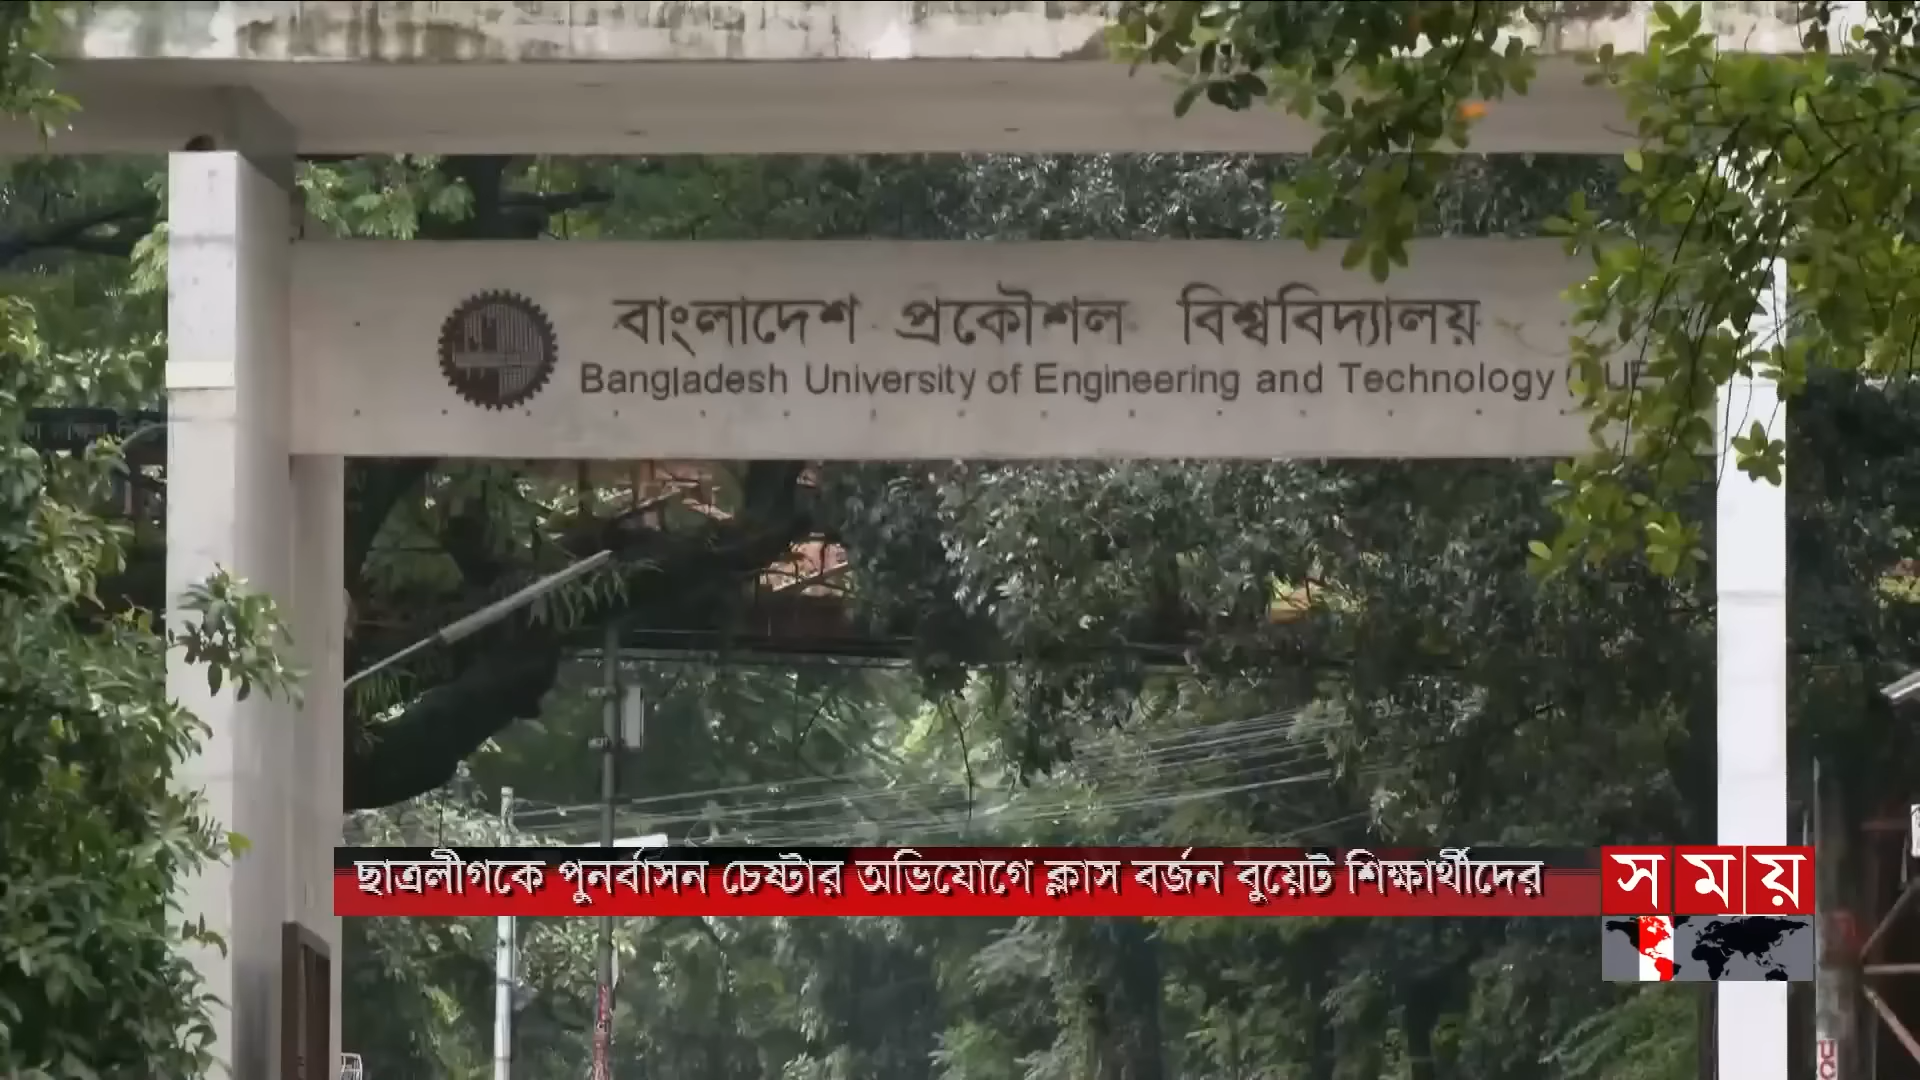 বাংলাদেশ প্রকৌশল বিশ্ববিদ্যালয়
Bangladesh University of Engineering and Technology
ছাত্রলীগকে পুনর্বাসন চেষ্টার অভিযোগে ক্লাস বর্জন বুয়েট শিক্ষার্থীদের
সময়